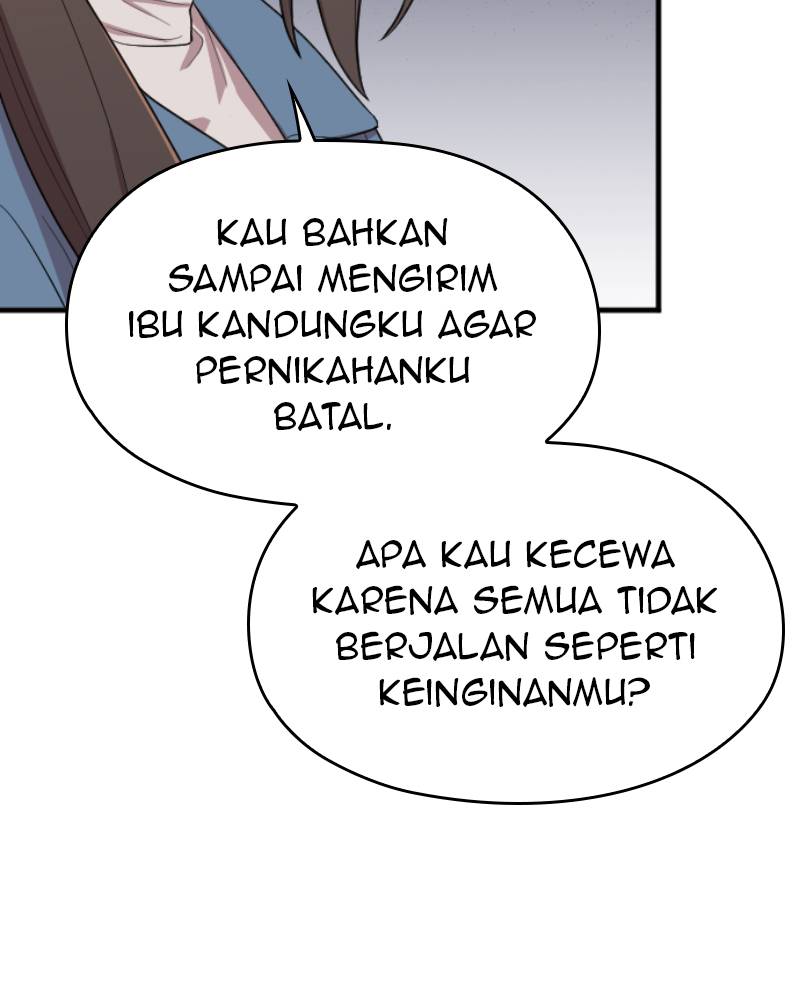 KAU BAHKAN
SAMPAI MENGIRIM
IBU KANDUNGKU AGAR
PERNIKAHANKU
BATAL.
APA KAU KECEWA
KARENA SEMUA TIDAK
BERJALAN SEPERTI
KEINGINANMU?